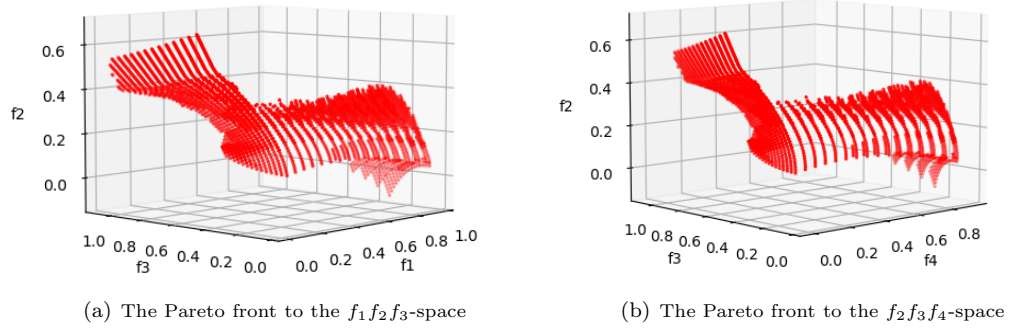 0.6
0.4
0.2
0.0
f2
1.0 0.8 0.6 0.4 0.2 0.0
f3
0.0 0.2 0.4 0.6 0.8 1.0
f1
(a) The Pareto front to the f1f2f3-space
0.6
0.4
0.2
0.0
f2
1.0 0.8 0.6 0.4 0.2 0.0
f3
0.0 0.2 0.4 0.6 0.8
f4
(b) The Pareto front to the f2f3f4-space